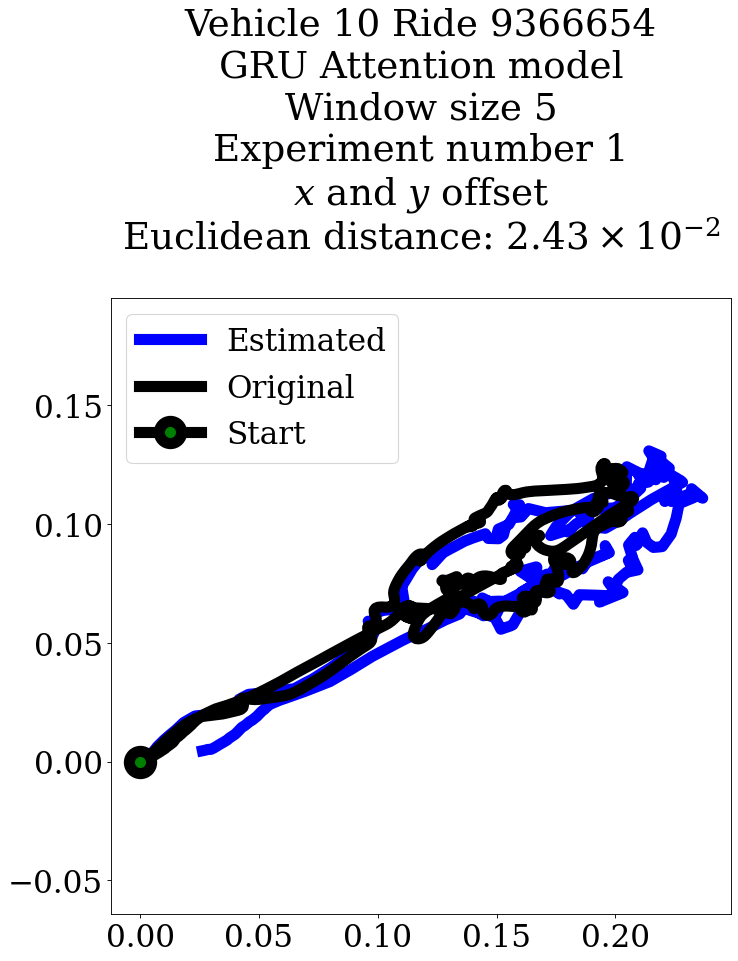 Vehicle 10 Ride 9366654
GRU Attention model
Window size 5
Experiment number 1
x and y offset
Euclidean distance: 2.43 × 10⁻²
Estimated
Original
Start
0.15
0.10
0.05
0.00
−0.05
0.00 0.05 0.10 0.15 0.20